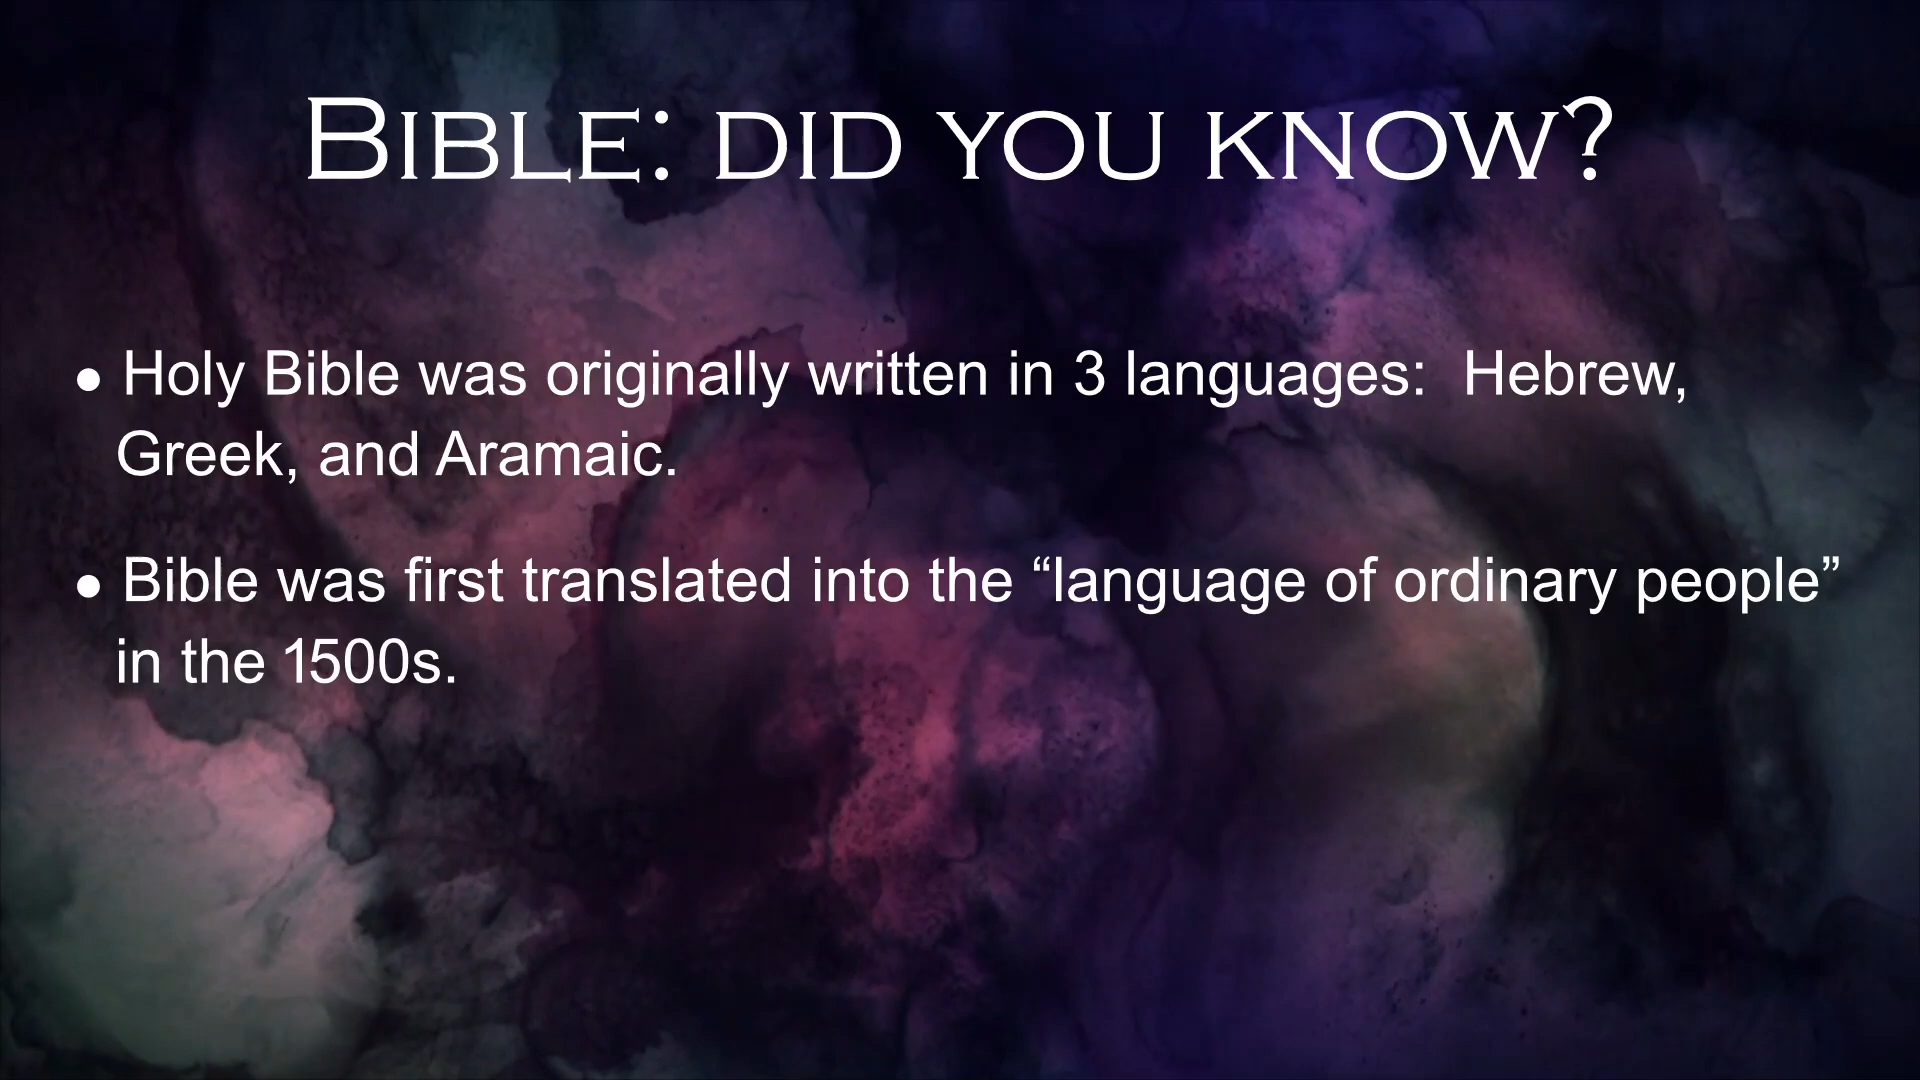 Bible: did you know?
● Holy Bible was originally written in 3 languages:  Hebrew,
Greek, and Aramaic.
● Bible was first translated into the “language of ordinary people”
in the 1500s.